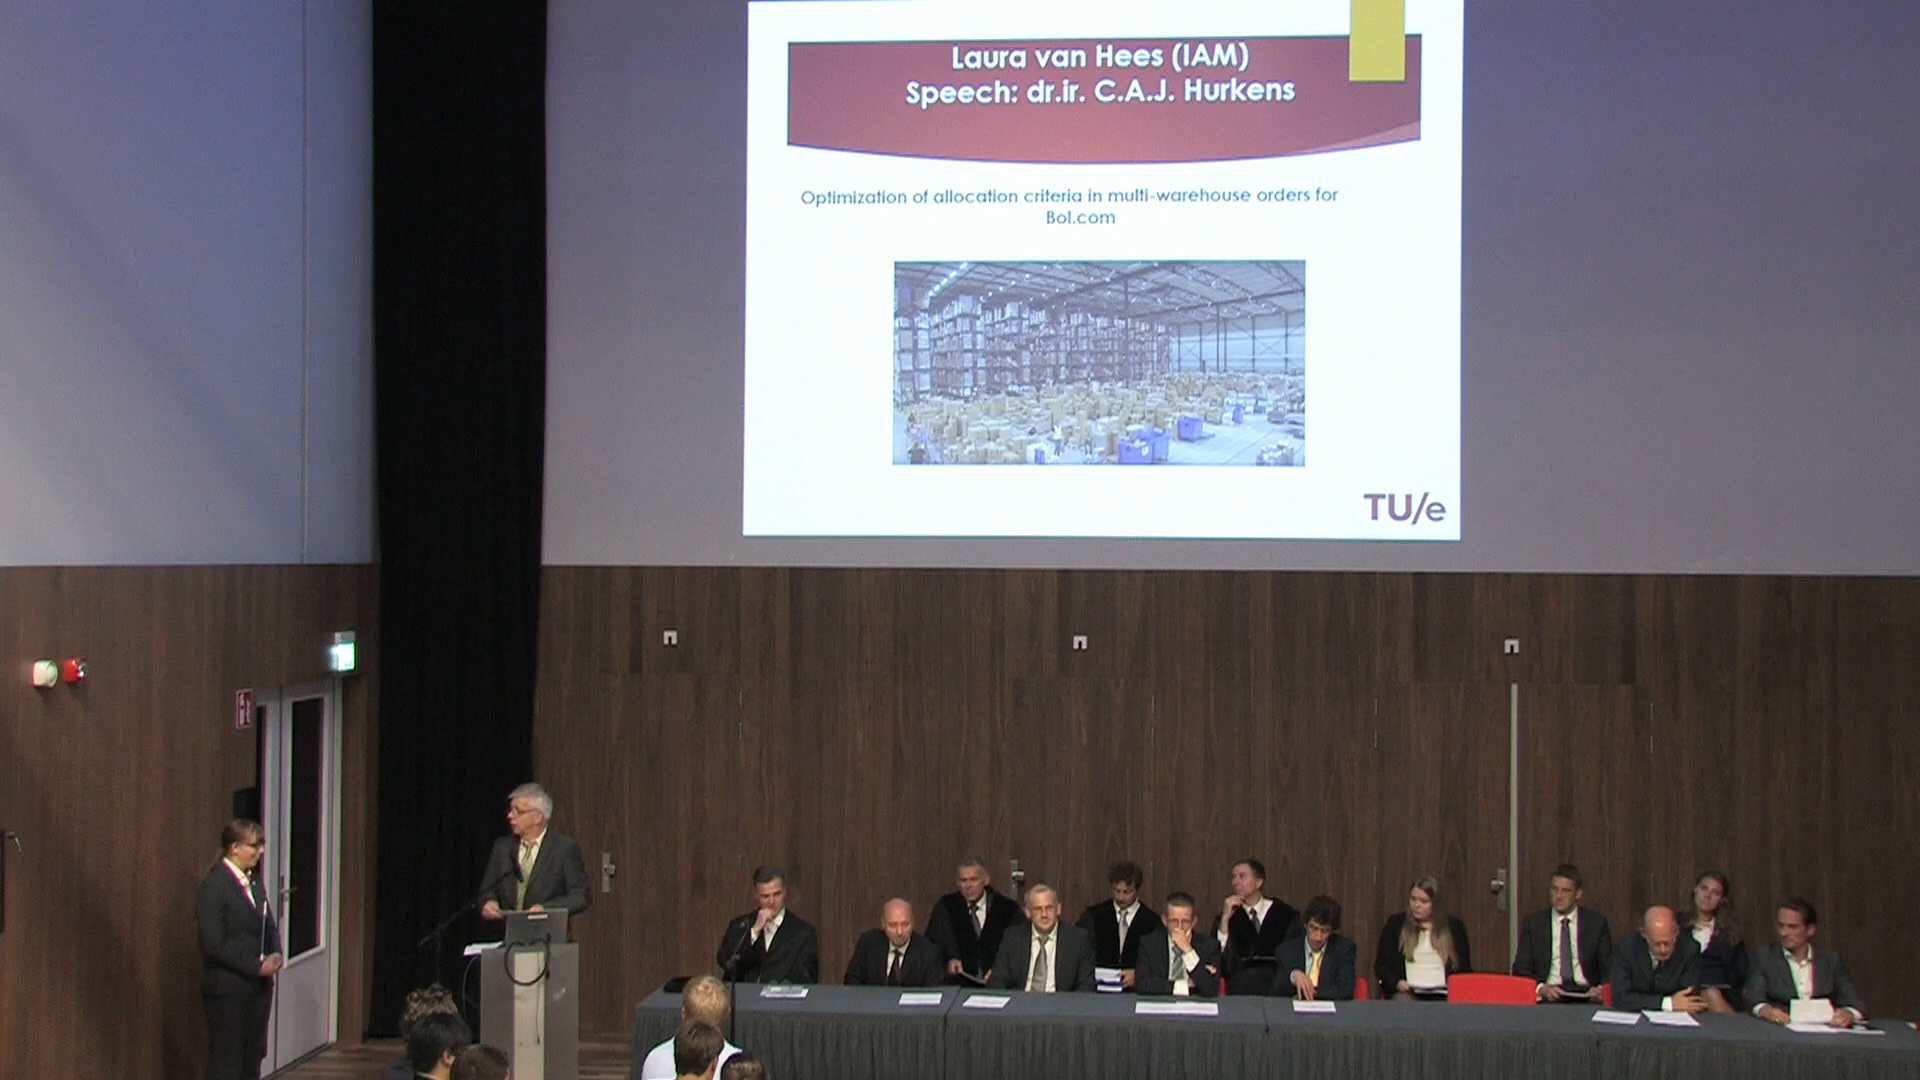 Laura van Hees (IAM)
Speech: dr.ir. C.A.J. Hurkens
Optimization of allocation criteria in multi-warehouse orders for
Bol.com
TU/e